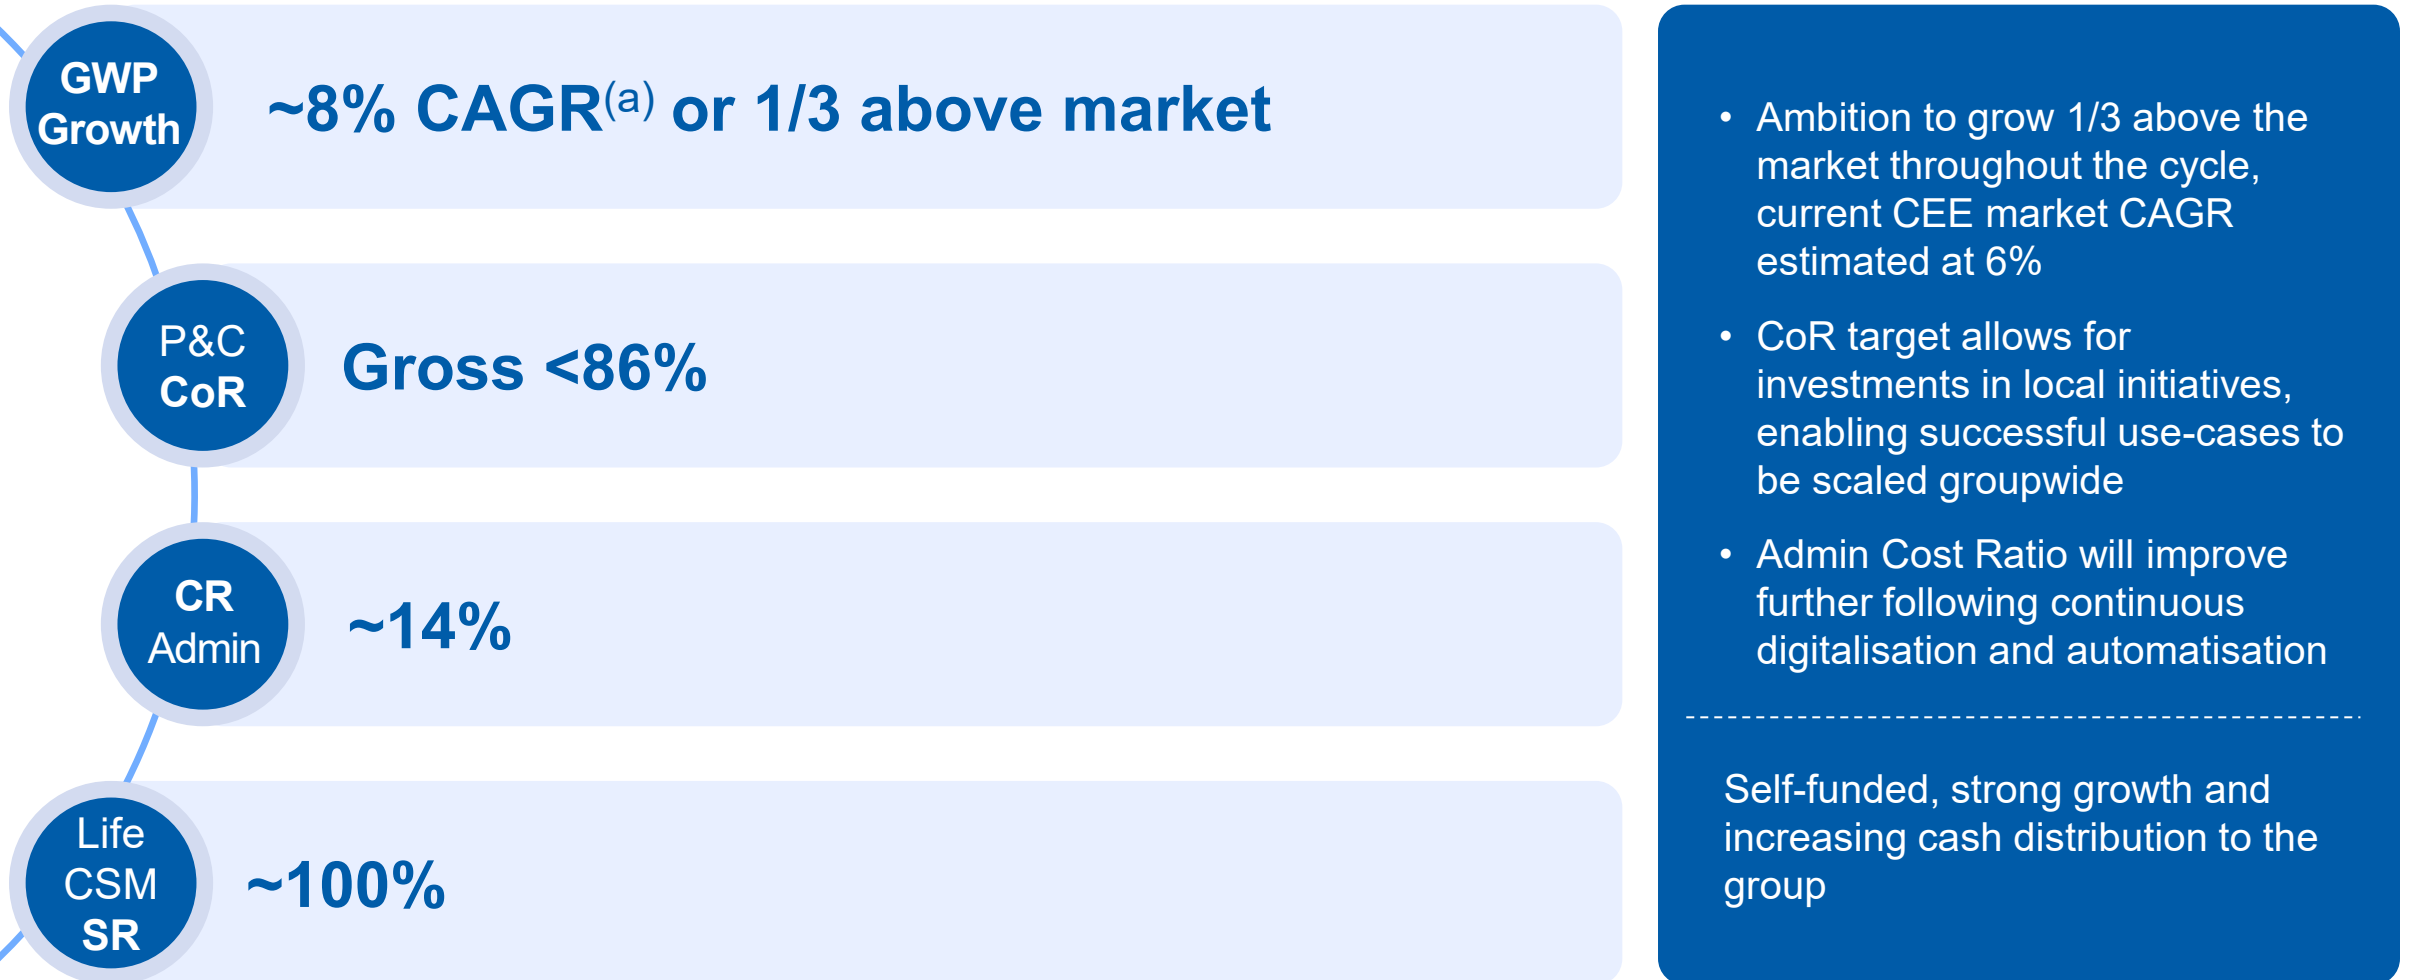 GWP
Growth
~8% CAGR(a) or 1/3 above market
P&C
CoR
Gross <86%
CR
Admin
~14%
Life
CSM
SR
~100%
• Ambition to grow 1/3 above the
market throughout the cycle,
current CEE market CAGR
estimated at 6%
• CoR target allows for
investments in local initiatives,
enabling successful use-cases to
be scaled groupwide
• Admin Cost Ratio will improve
further following continuous
digitalisation and automatisation
Self-funded, strong growth and
increasing cash distribution to the
group